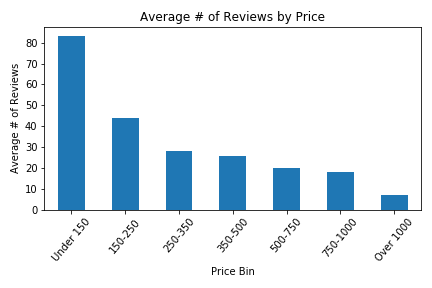 Average # of Reviews by Price
Average # of Reviews
80
70
60
50
40
30
20
10
0
Under 150
150-250
250-350
350-500
500-750
750-1000
Over 1000
Price Bin